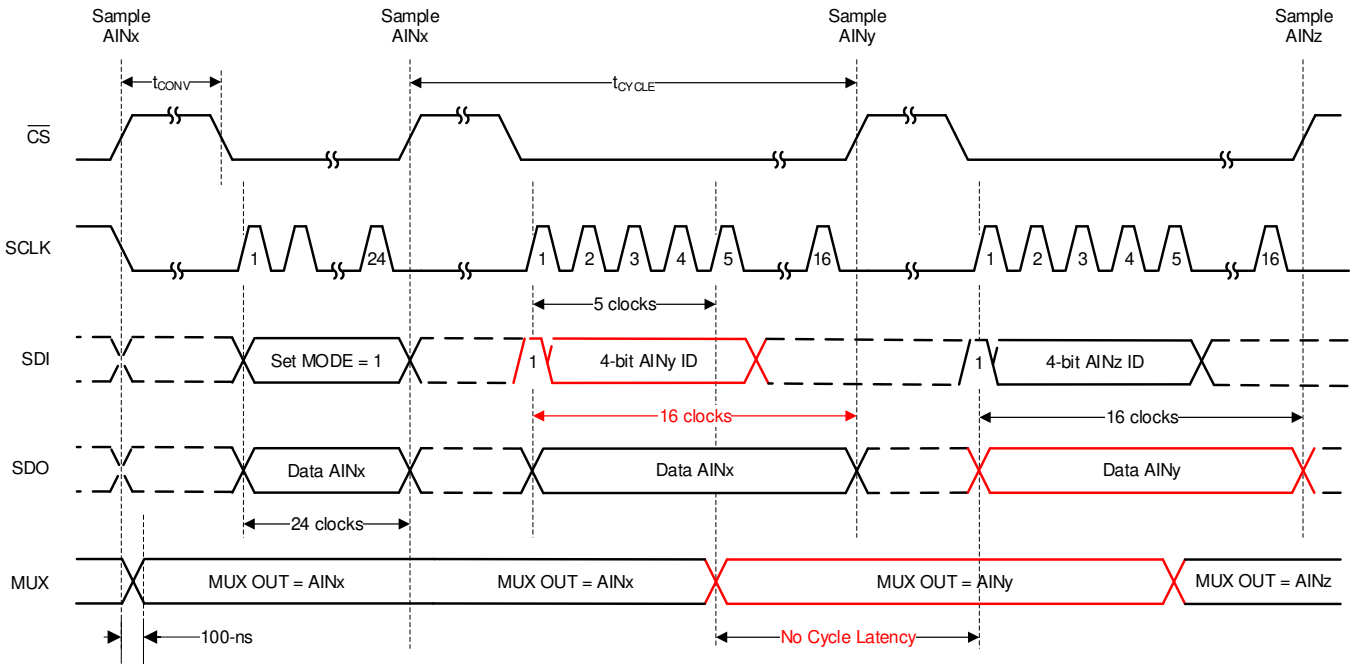 Sample
AINx
Sample
AINx
Sample
AINy
Sample
AINz
tCONV
tCYCLE
CS
SCLK
1
24
1
2
3
4
5
16
1
2
3
4
5
16
5 clocks
SDI
Set MODE = 1
1
4-bit AINy ID
1
4-bit AINz ID
16 clocks
16 clocks
SDO
Data AINx
Data AINx
Data AINy
24 clocks
MUX
MUX OUT = AINx
MUX OUT = AINx
MUX OUT = AINy
MUX OUT = AINz
100-ns
No Cycle Latency